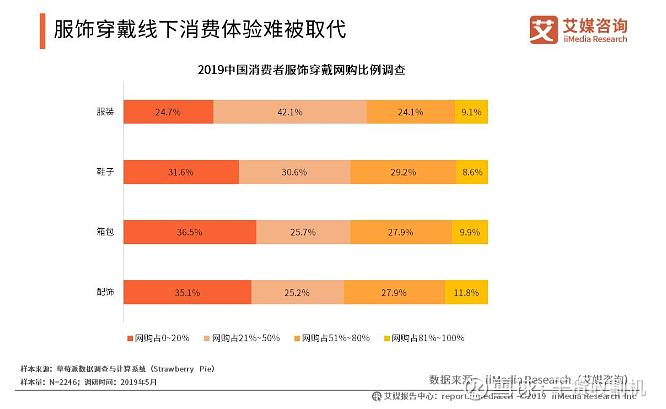 服饰穿戴线下消费体验难被取代
艾媒咨询
iiMedia Research
2019中国消费者服饰穿戴网购比例调查
服装 24.7% 42.1% 24.1% 9.1%
鞋子 31.6% 30.6% 29.2% 8.6%
箱包 36.5% 25.7% 27.9% 9.9%
配饰 35.1% 25.2% 27.9% 11.8%
网购占0~20% 网购占21%~50% 网购占51%~80% 网购占81%~100%
样本来源：草莓派数据调查与计算系统（Strawberry Pie）
样本量：N=2246；调研时间：2019年5月
数据来源：iiMedia Research（艾媒咨询）
艾媒报告中心：report.iimedia.cn ©2019 iiMedia Research Inc